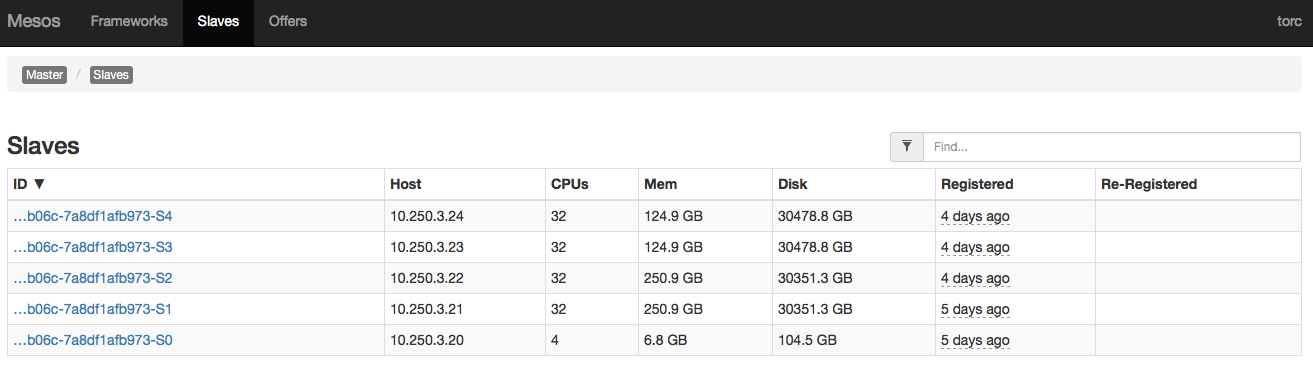 Mesos Frameworks Slaves Offers torc
Master / Slaves
Slaves Find...
ID ▼ Host CPUs Mem Disk Registered Re-Registered
...b06c-7a8df1afb973-S4 10.250.3.24 32 124.9 GB 30478.8 GB 4 days ago
...b06c-7a8df1afb973-S3 10.250.3.23 32 124.9 GB 30478.8 GB 4 days ago
...b06c-7a8df1afb973-S2 10.250.3.22 32 250.9 GB 30351.3 GB 4 days ago
...b06c-7a8df1afb973-S1 10.250.3.21 32 250.9 GB 30351.3 GB 5 days ago
...b06c-7a8df1afb973-S0 10.250.3.20 4 6.8 GB 104.5 GB 5 days ago